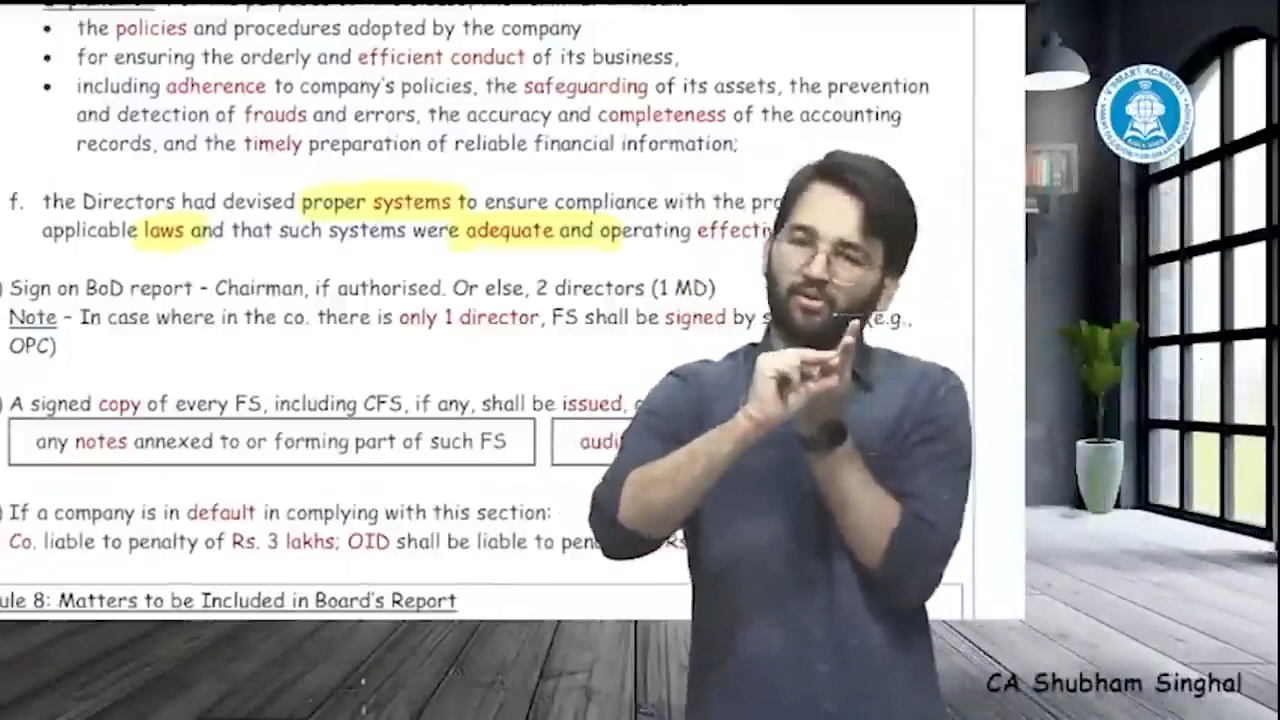 • the policies and procedures adopted by the company
• for ensuring the orderly and efficient conduct of its business,
• including adherence to company's policies, the safeguarding of its assets, the prevention
and detection of frauds and errors, the accuracy and completeness of the accounting
records, and the timely preparation of reliable financial information;
f. the Directors had devised proper systems to ensure compliance with the
applicable laws and that such systems were adequate and operating
) Sign on BoD report - Chairman, if authorised. Or else, 2 directors (1 MD)
Note - In case where in the co. there is only 1 director, FS shall be signed by (e.g.,
OPC)
) A signed copy of every FS, including CFS, if any, shall be issued,
any notes annexed to or forming part of such FS
) If a company is in default in complying with this section:
Co. liable to penalty of Rs. 3 lakhs; OID shall be liable to
ule 8: Matters to be Included in Board's Report
V'SMART ACADEMY
CA Shubham Singhal